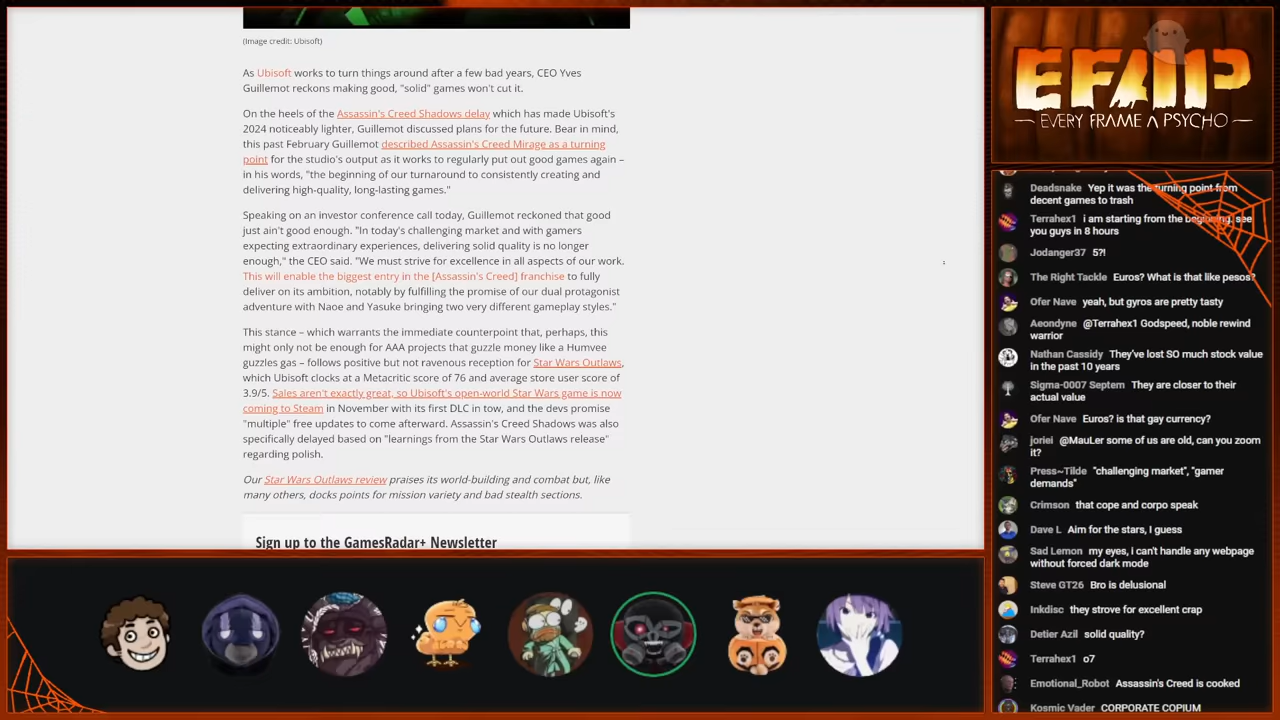 (Image credit: Ubisoft)
As Ubisoft works to turn things around after a few bad years, CEO Yves
Guillemot reckons making good, "solid" games won't cut it.
On the heels of the Assassin's Creed Shadows delay which has made Ubisoft's
2024 noticeably lighter, Guillemot discussed plans for the future. Bear in mind,
this past February Guillemot described Assassin's Creed Mirage as a turning
point for the studio's output as it works to regularly put out good games again –
in his words, "the beginning of our turnaround to consistently creating and
delivering high-quality, long-lasting games."
Speaking on an investor conference call today, Guillemot reckoned that good
just ain't good enough. "In today's challenging market and with gamers
expecting extraordinary experiences, delivering solid quality is no longer
enough," the CEO said. "We must strive for excellence in all aspects of our work.
This will enable the biggest entry in the [Assassin's Creed] franchise to fully
deliver on its ambition, notably by fulfilling the promise of our dual protagonist
adventure with Naoe and Yasuke bringing two very different gameplay styles."
This stance – which warrants the immediate counterpoint that, perhaps, this
might only not be enough for AAA projects that guzzle money like a Humvee
guzzles gas – follows positive but not ravenous reception for Star Wars Outlaws,
which Ubisoft clocks at a Metacritic score of 76 and average store user score of
3.9/5. Sales aren't exactly great, so Ubisoft's open-world Star Wars game is now
coming to Steam in November with its first DLC in tow, and the devs promise
"multiple" free updates to come afterward. Assassin's Creed Shadows was also
specifically delayed based on "learnings from the Star Wars Outlaws release"
regarding polish.
Our Star Wars Outlaws review praises its world-building and combat but, like
many others, docks points for mission variety and bad stealth sections.
Sign up to the GamesRadar+ Newsletter
EFAP
EVERY FRAME A PSYCHO
Deadsnake Yep it was the turning point from
decent games to trash
Terrahex1 i am starting from the beginning, see
you guys in 8 hours
Jodanger37 5?!
The Right Tackle Euros? What is that like pesos?
Ofer Nave yeah, but gyros are pretty tasty
Aeondyne @Terrahex1 Godspeed, noble rewind
warrior
Nathan Cassidy They've lost SO much stock value
in the past 10 years
Sigma-0007 Septem They are closer to their
actual value
Ofer Nave Euros? is that gay currency?
joriei @MauLer some of us are old, can you zoom
it?
Press~Tilde "challenging market", "gamer
demands"
Crimson that cope and corpo speak
Dave L Aim for the stars, I guess
Sad Lemon my eyes, i can't handle any webpage
without forced dark mode
Steve GT26 Bro is delusional
Inkdisc they strove for excellent crap
Detier Azil solid quality?
Terrahex1 o7
Emotional_Robot Assassin's Creed is cooked
Kosmic Vader CORPORATE COPIUM